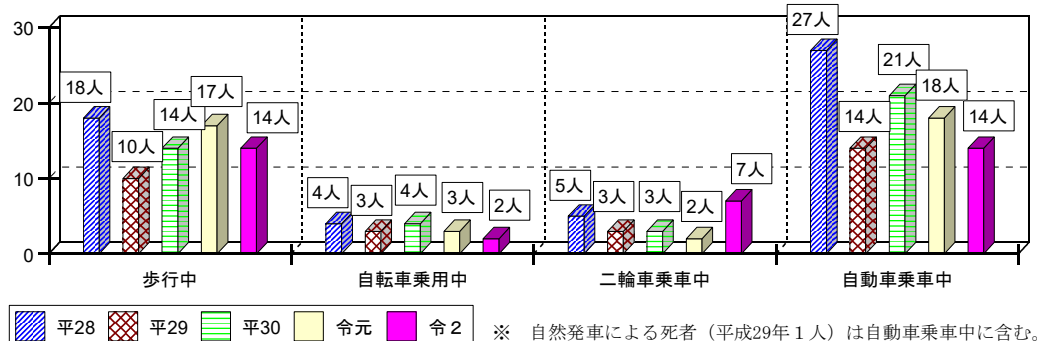 30
20
10
0
18人
10人
14人
17人
14人
4人
3人
4人
3人
2人
5人
3人
3人
2人
7人
27人
14人
21人
18人
14人
歩行中
自転車乗用中
二輪車乗車中
自動車乗車中
平28 平29 平30 令元 令２
※ 自然発車による死者（平成29年１人）は自動車乗車中に含む。